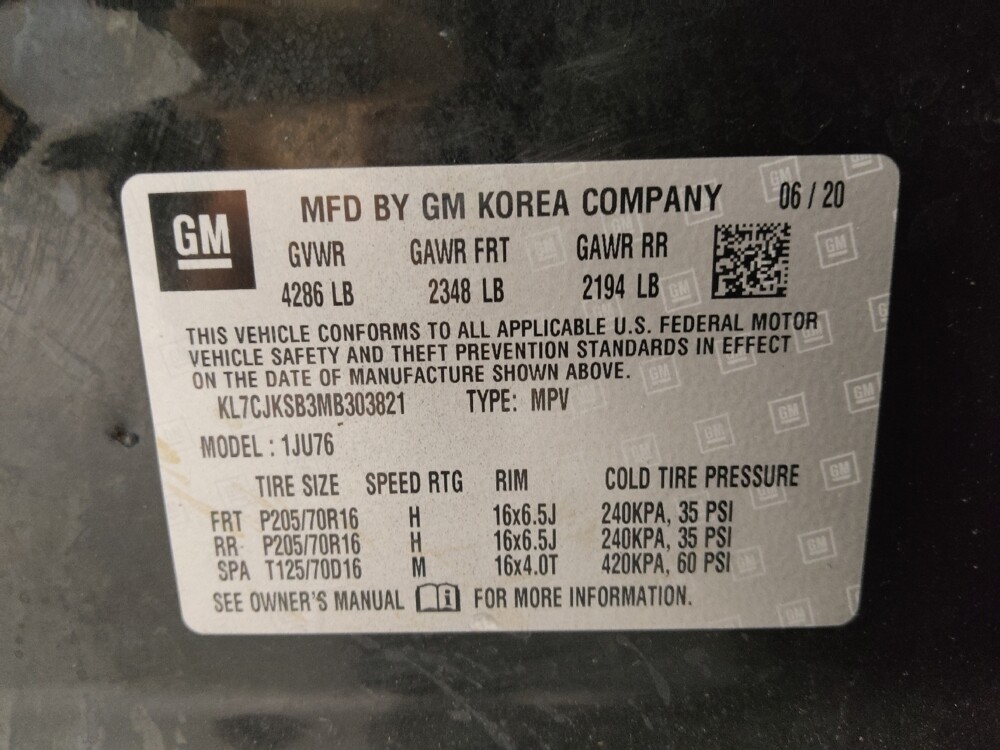 GM
MFD BY GM KOREA COMPANY 06 / 20
GVWR GAWR FRT GAWR RR
4286 LB 2348 LB 2194 LB
THIS VEHICLE CONFORMS TO ALL APPLICABLE U.S. FEDERAL MOTOR
VEHICLE SAFETY AND THEFT PREVENTION STANDARDS IN EFFECT
ON THE DATE OF MANUFACTURE SHOWN ABOVE.
KL7CJKSB3MB303821 TYPE: MPV
MODEL : 1JU76
TIRE SIZE SPEED RTG RIM COLD TIRE PRESSURE
FRT P205/70R16 H 16x6.5J 240KPA, 35 PSI
RR P205/70R16 H 16x6.5J 240KPA, 35 PSI
SPA T125/70D16 M 16x4.0T 420KPA, 60 PSI
SEE OWNER'S MANUAL i FOR MORE INFORMATION.